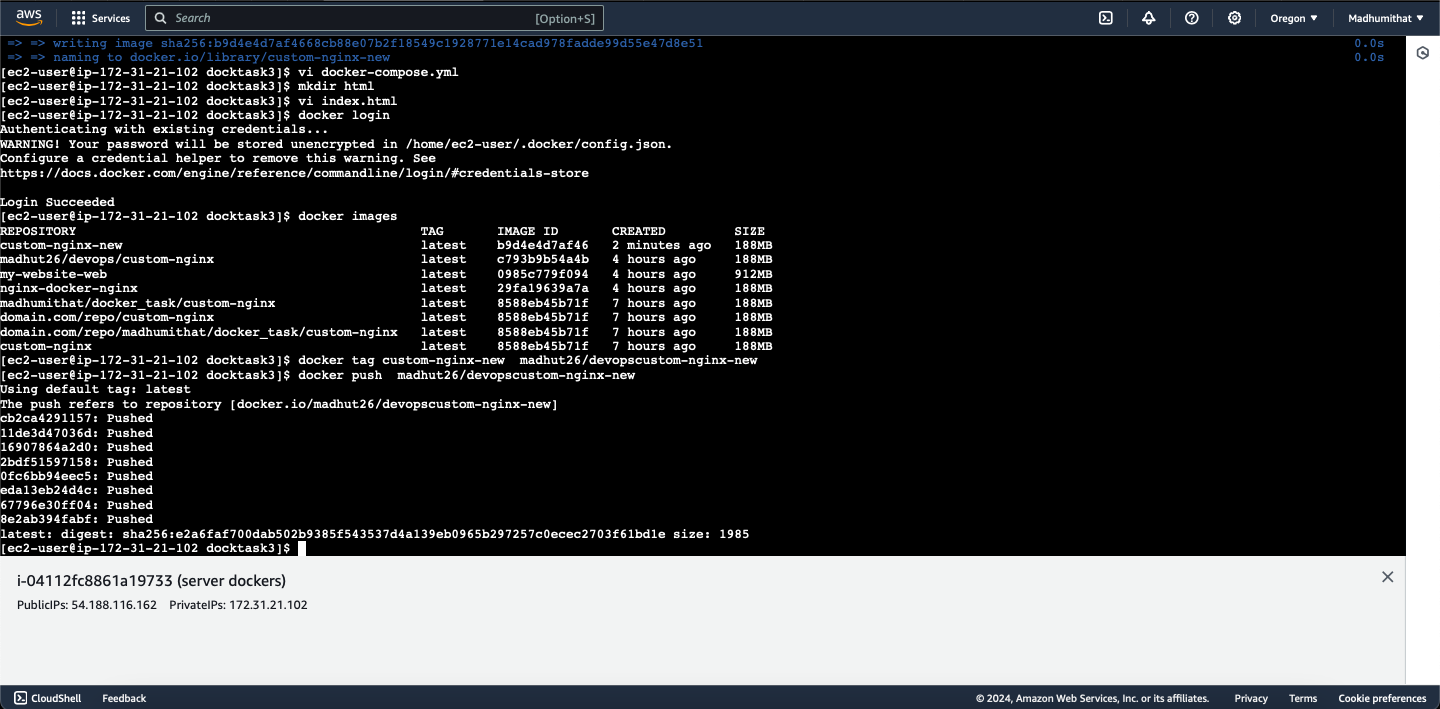 aws Services Search [Option+S] Oregon ▼ Madhumithat ▼
=> => writing image sha256:b9d4e4d7af4668cb88e07b2f18549c1928771e14cad978fadde99d55e47d8e51 0.0s
=> => naming to docker.io/library/custom-nginx-new 0.0s
[ec2-user@ip-172-31-21-102 docktask3]$ vi docker-compose.yml
[ec2-user@ip-172-31-21-102 docktask3]$ mkdir html
[ec2-user@ip-172-31-21-102 docktask3]$ vi index.html
[ec2-user@ip-172-31-21-102 docktask3]$ docker login
Authenticating with existing credentials...
WARNING! Your password will be stored unencrypted in /home/ec2-user/.docker/config.json.
Configure a credential helper to remove this warning. See
https://docs.docker.com/engine/reference/commandline/login/#credentials-store
Login Succeeded
[ec2-user@ip-172-31-21-102 docktask3]$ docker images
REPOSITORY TAG IMAGE ID CREATED SIZE
custom-nginx-new latest b9d4e4d7af46 2 minutes ago 188MB
madhut26/devops/custom-nginx latest c793b9b54a4b 4 hours ago 188MB
my-website-web latest 0985c779f094 4 hours ago 912MB
nginx-docker-nginx latest 29fa19639a7a 4 hours ago 188MB
madhumithat/docker_task/custom-nginx latest 8588eb45b71f 7 hours ago 188MB
domain.com/repo/custom-nginx latest 8588eb45b71f 7 hours ago 188MB
domain.com/repo/madhumithat/docker_task/custom-nginx latest 8588eb45b71f 7 hours ago 188MB
custom-nginx latest 8588eb45b71f 7 hours ago 188MB
[ec2-user@ip-172-31-21-102 docktask3]$ docker tag custom-nginx-new  madhut26/devopscustom-nginx-new
[ec2-user@ip-172-31-21-102 docktask3]$ docker push  madhut26/devopscustom-nginx-new
Using default tag: latest
The push refers to repository [docker.io/madhut26/devopscustom-nginx-new]
cb2ca4291157: Pushed
11de3d47036d: Pushed
16907864a2d0: Pushed
2bdf51597158: Pushed
0fc6bb94eec5: Pushed
eda13eb24d4c: Pushed
67796e30ff04: Pushed
8e2ab394fabf: Pushed
latest: digest: sha256:e2a6faf700dab502b9385f543537d4a139eb0965b297257c0ecec2703f61bd1e size: 1985
[ec2-user@ip-172-31-21-102 docktask3]$
i-04112fc8861a19733 (server dockers)
PublicIPs: 54.188.116.162 PrivateIPs: 172.31.21.102
CloudShell Feedback © 2024, Amazon Web Services, Inc. or its affiliates. Privacy Terms Cookie preferences